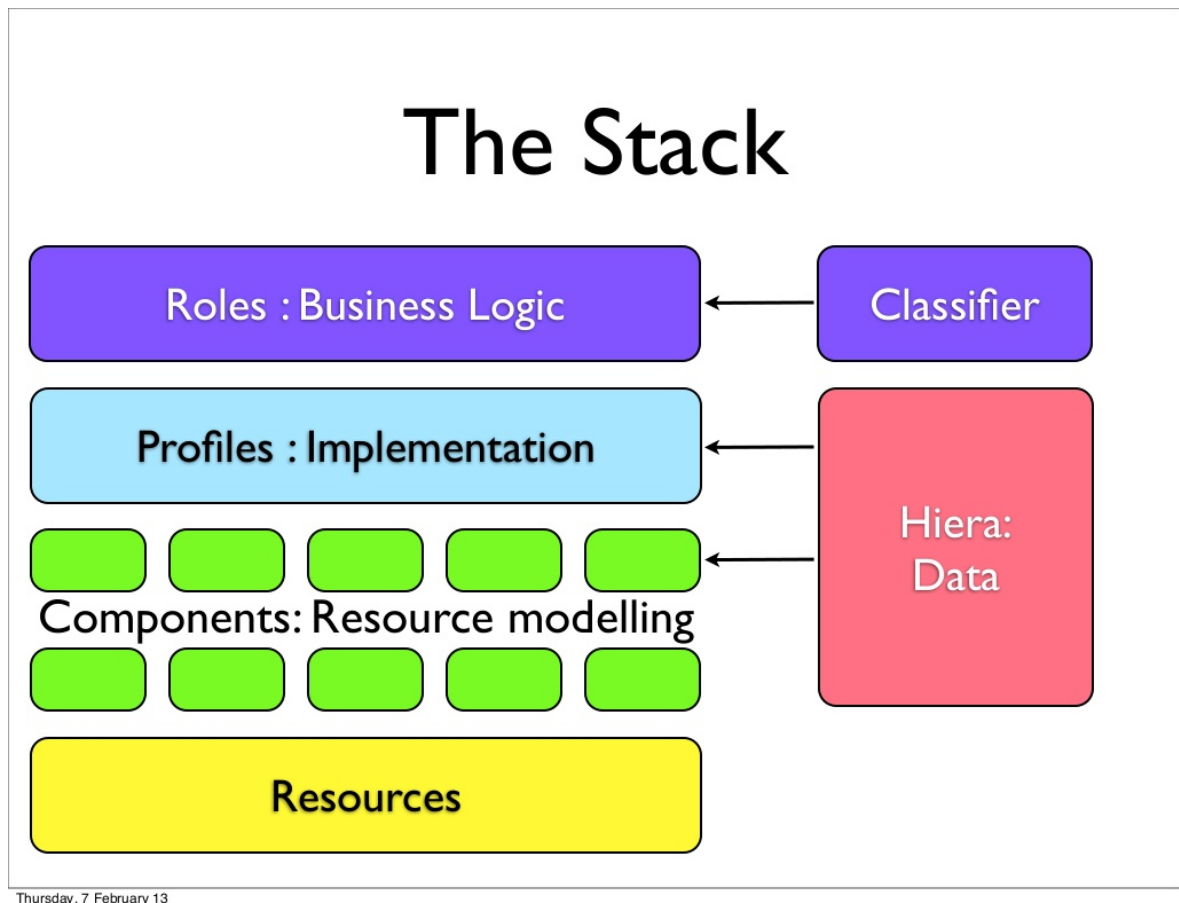 The Stack
Roles : Business Logic
Classifier
Profiles : Implementation
Hiera:
Data
Components: Resource modelling
Resources
Thursday, 7 February 13